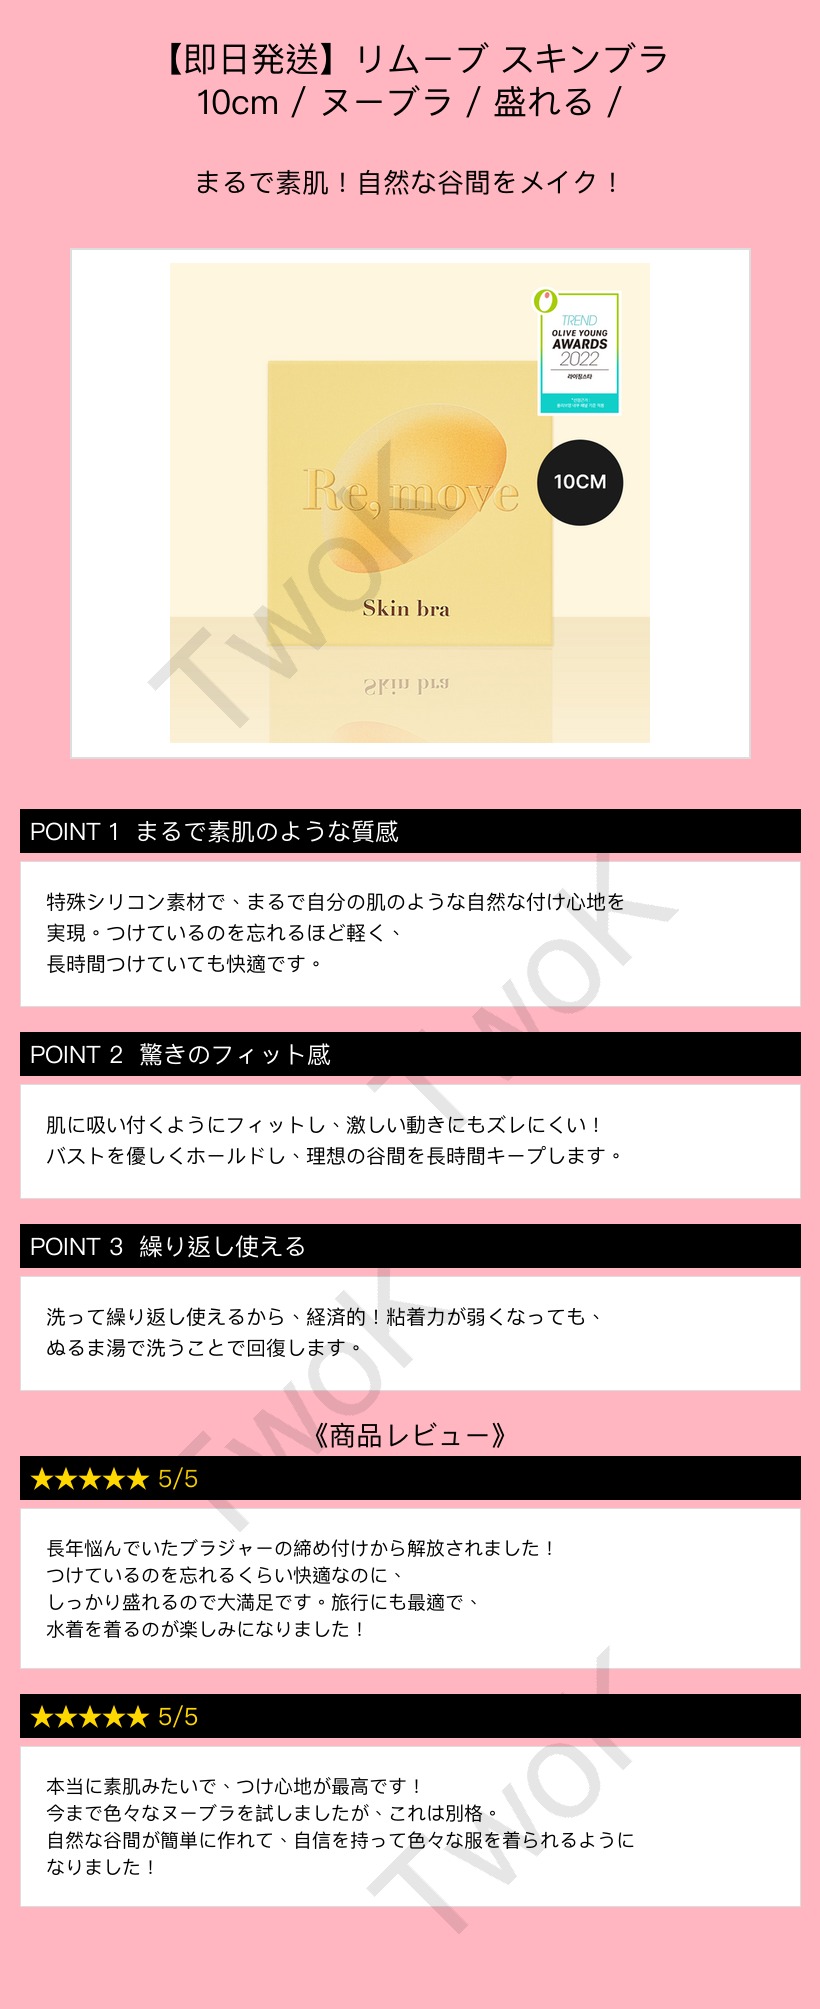 【即日発送】リムーブ スキンブラ
10cm / ヌーブラ / 盛れる /
まるで素肌！自然な谷間をメイク！
TREND
OLIVE YOUNG
AWARDS
2022
라이징스타
10CM
Re,move
Skin bra
Skin bra
TwoK
POINT 1 まるで素肌のような質感
特殊シリコン素材で、まるで自分の肌のような自然な付け心地を
実現。つけているのを忘れるほど軽く、
長時間つけていても快適です。
TwoK
POINT 2 驚きのフィット感
肌に吸い付くようにフィットし、激しい動きにもズレにくい！
バストを優しくホールドし、理想の谷間を長時間キープします。
POINT 3 繰り返し使える
洗って繰り返し使えるから、経済的！粘着力が弱くなっても、
ぬるま湯で洗うことで回復します。
TwoK
《商品レビュー》
★★★★★ 5/5
長年悩んでいたブラジャーの締め付けから解放されました！
つけているのを忘れるくらい快適なのに、
しっかり盛れるので大満足です。旅行にも最適で、
水着を着るのが楽しみになりました！
★★★★★ 5/5
本当に素肌みたいで、つけ心地が最高です！
今まで色々なヌーブラを試しましたが、これは別格。
自然な谷間が簡単に作れて、自信を持って色々な服を着られるように
なりました！
TwoK